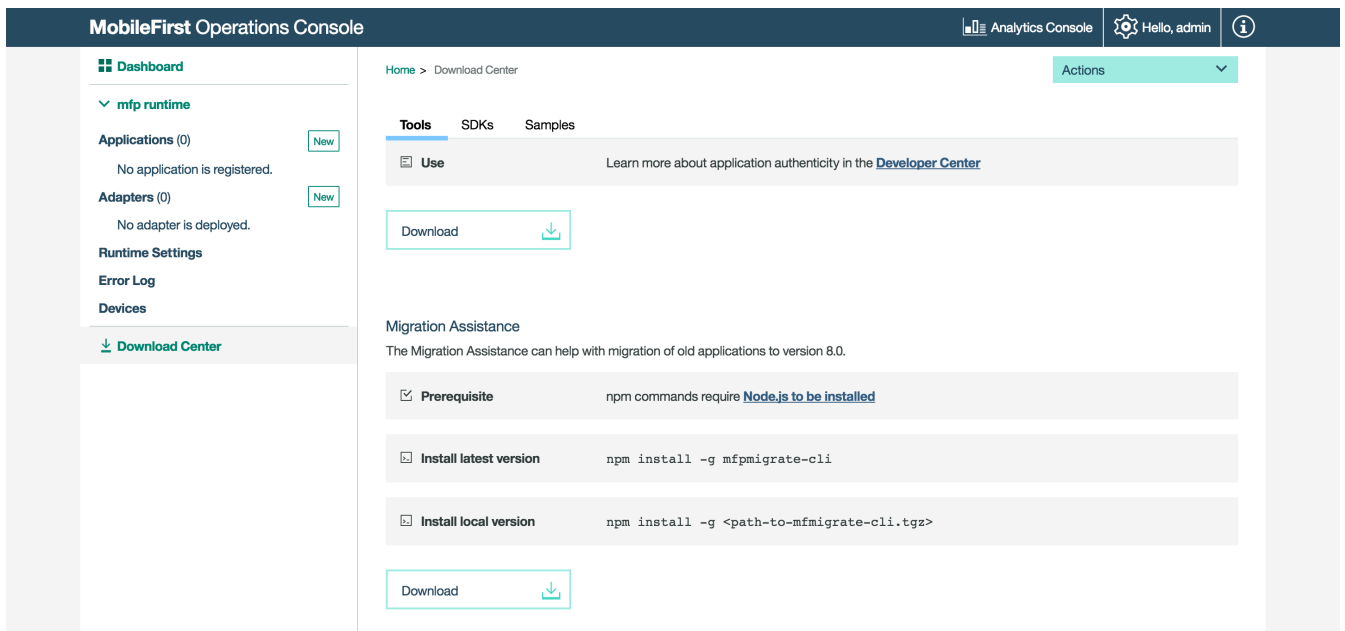 MobileFirst Operations Console
Analytics Console
Hello, admin
Dashboard
mfp runtime
Applications (0)
New
No application is registered.
Adapters (0)
New
No adapter is deployed.
Runtime Settings
Error Log
Devices
Download Center
Home > Download Center
Actions
Tools SDKs Samples
Use Learn more about application authenticity in the Developer Center
Download
Migration Assistance
The Migration Assistance can help with migration of old applications to version 8.0.
Prerequisite npm commands require Node.js to be installed
Install latest version npm install -g mfpmigrate-cli
Install local version npm install -g <path-to-mfmigrate-cli.tgz>
Download